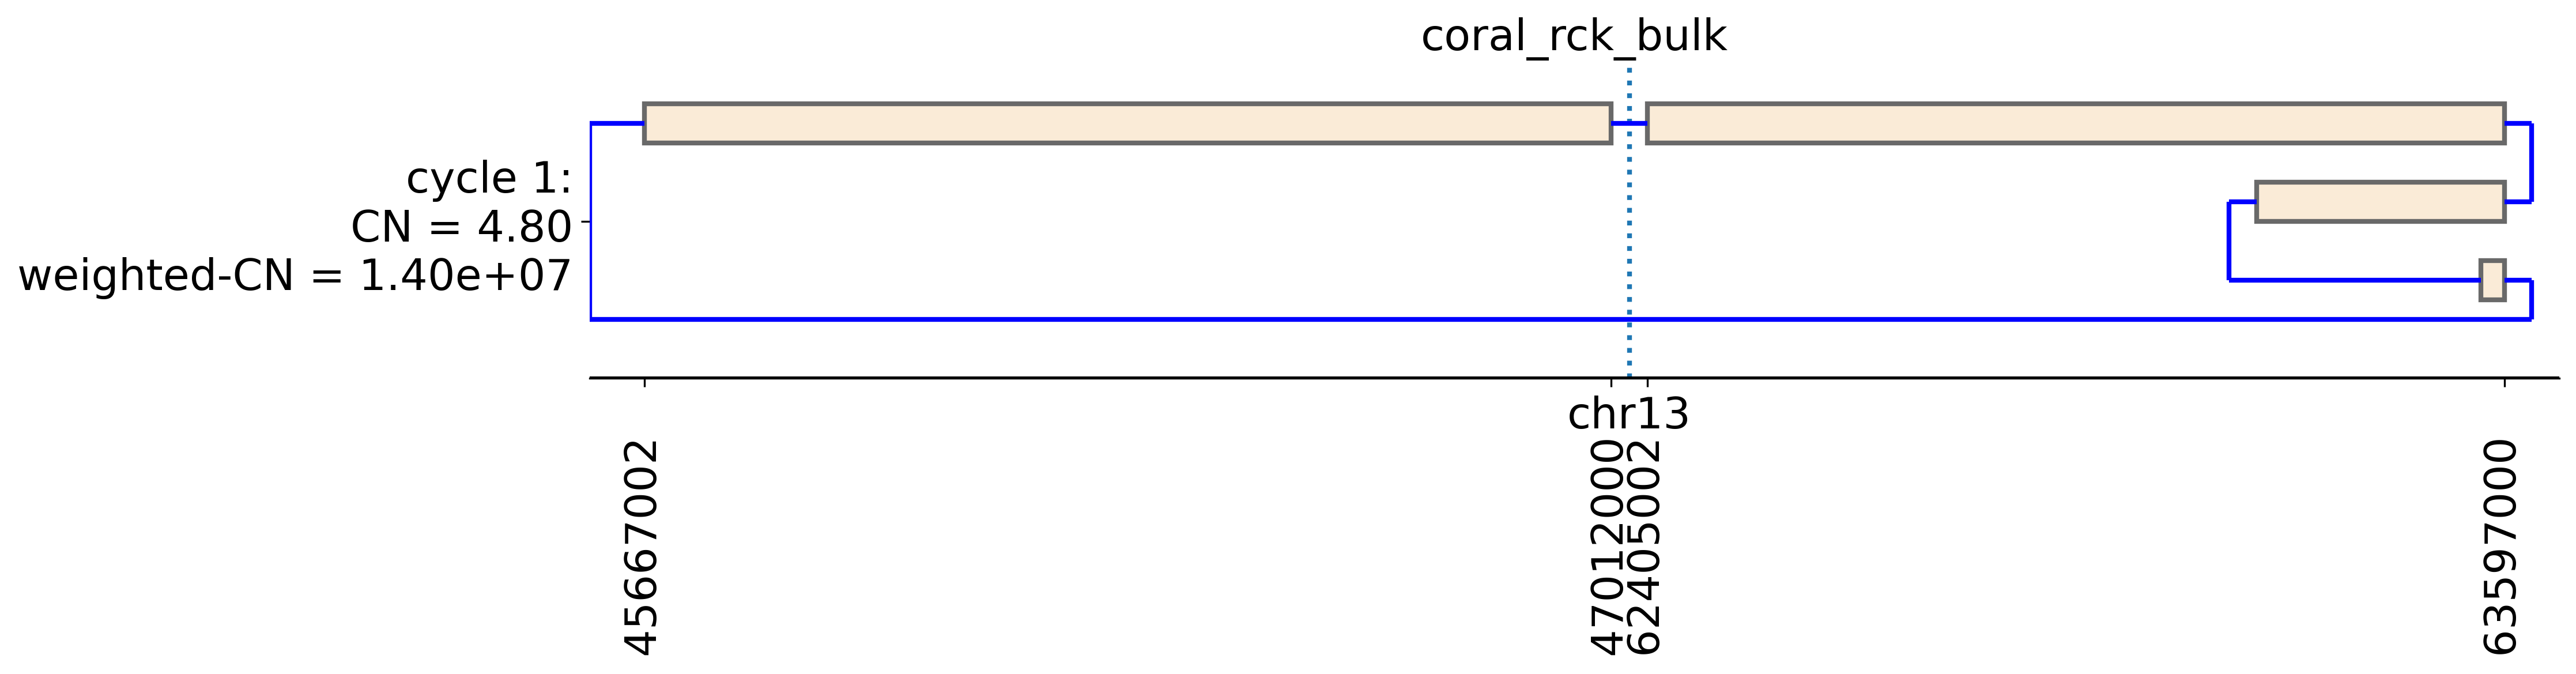 coral_rck_bulk
cycle 1:
CN = 4.80
weighted-CN = 1.40e+07
chr13
45667002
47012000
62405002
63597000